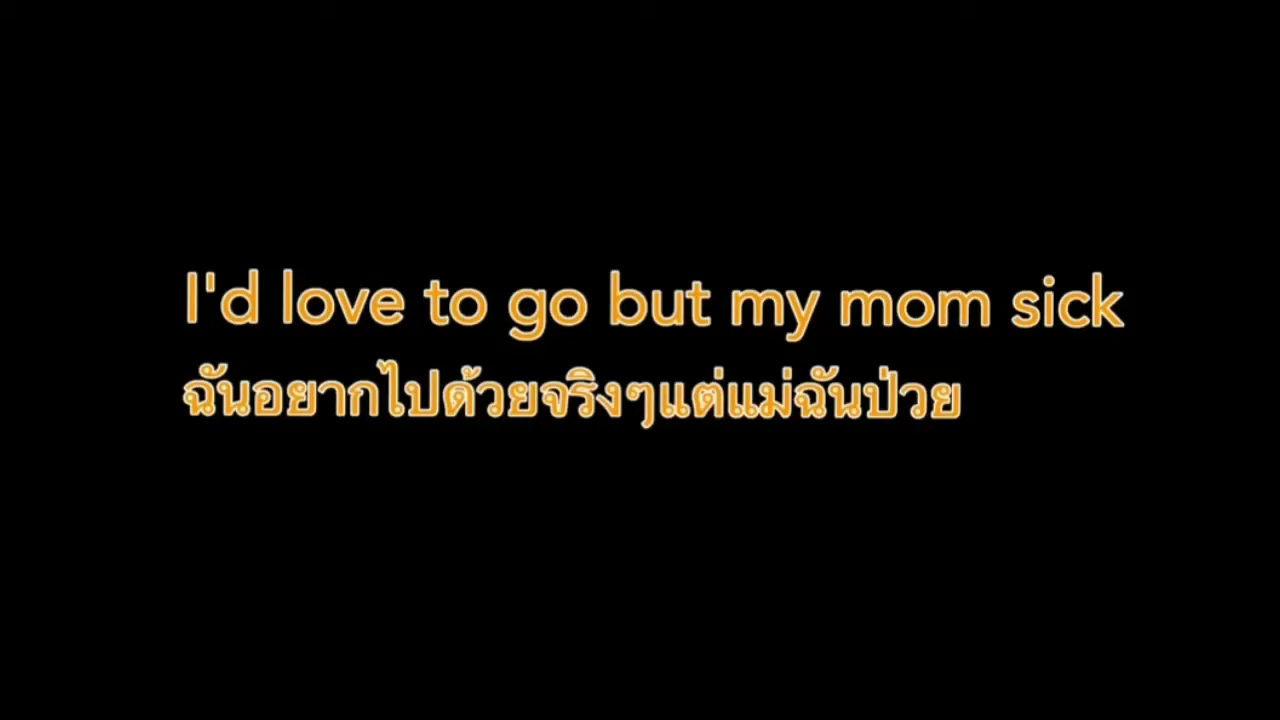 I'd love to go but my mom sick
ฉันอยากไปด้วยจริงๆแต่แม่ฉันป่วย